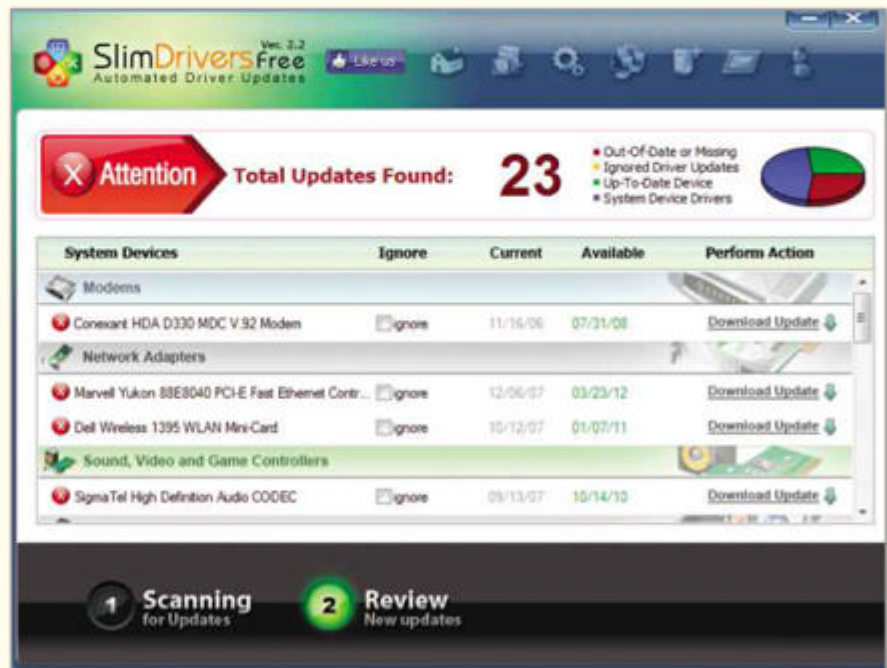 SlimDrivers Free Ver. 2.2
Automated Driver Updates
Like us
Attention
Total Updates Found:
23
Out-Of-Date or Missing
Ignored Driver Updates
Up-To-Date Device
System Device Drivers
System Devices Ignore Current Available Perform Action
Modems
Conexant HDA D330 MDC V.92 Modem ignore 11/16/06 07/31/08 Download Update
Network Adapters
Marvell Yukon 88E8040 PCI-E Fast Ethernet Contr... ignore 12/06/07 03/23/12 Download Update
Dell Wireless 1395 WLAN Mini-Card ignore 10/12/07 01/07/11 Download Update
Sound, Video and Game Controllers
SigmaTel High Definition Audio CODEC ignore 09/13/07 10/14/10 Download Update
1 Scanning
for Updates
2 Review
New updates